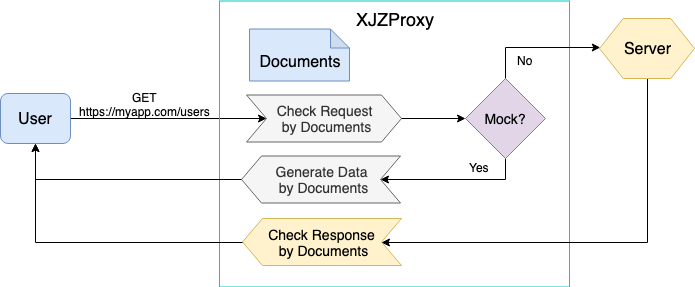 XJZProxy
Documents
Server
No
GET
https://myapp.com/users
User
Check Request
by Documents
Mock?
Yes
Generate Data
by Documents
Check Response
by Documents